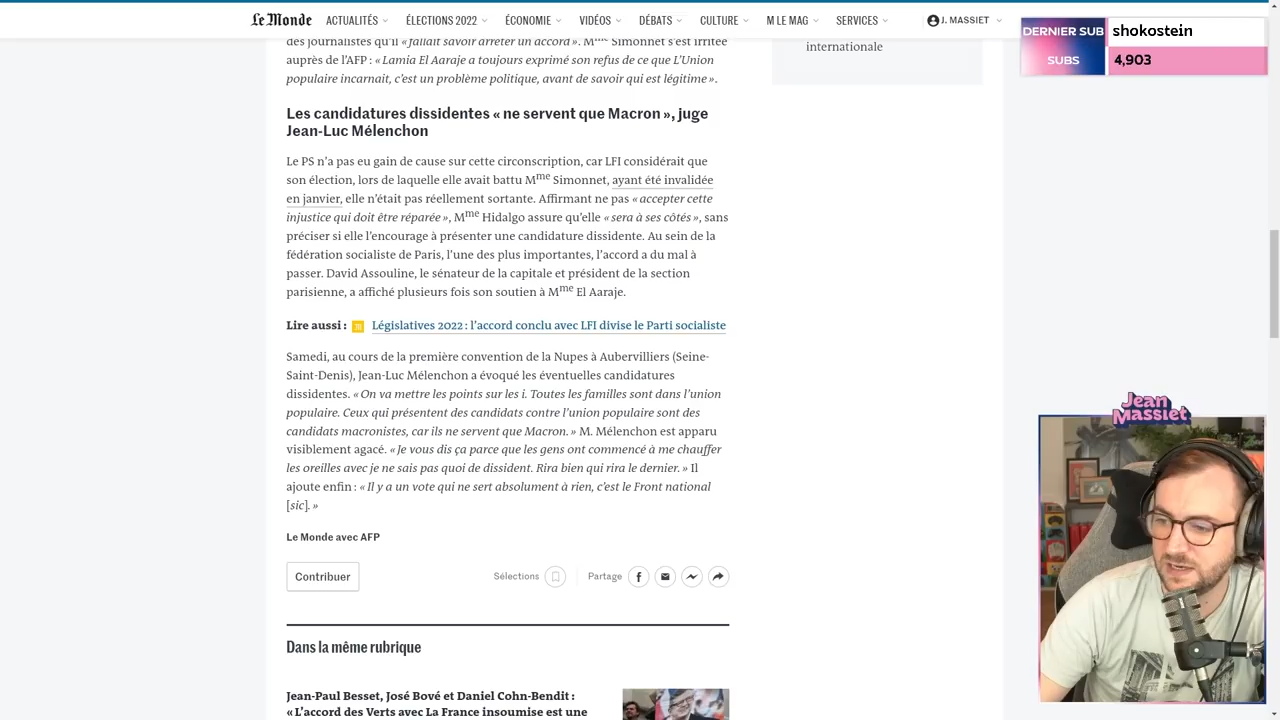 Le Monde
ACTUALITÉS
ÉLECTIONS 2022
ÉCONOMIE
VIDÉOS
DÉBATS
CULTURE
M LE MAG
SERVICES
J. MASSIET
DERNIER SUB
shokostein
SUBS
4,903
des journalistes qu'il « fallait savoir arrêter un accord ». Mme Simonnet s'est irritée
auprès de l'AFP : « Lamia El Aaraje a toujours exprimé son refus de ce que L'Union
populaire incarnait, c'est un problème politique, avant de savoir qui est légitime ».
internationale
Les candidatures dissidentes « ne servent que Macron », juge
Jean-Luc Mélenchon
Le PS n'a pas eu gain de cause sur cette circonscription, car LFI considérait que
son élection, lors de laquelle elle avait battu Mme Simonnet, ayant été invalidée
en janvier, elle n'était pas réellement sortante. Affirmant ne pas « accepter cette
injustice qui doit être réparée », Mme Hidalgo assure qu'elle « sera à ses côtés », sans
préciser si elle l'encourage à présenter une candidature dissidente. Au sein de la
fédération socialiste de Paris, l'une des plus importantes, l'accord a du mal à
passer. David Assouline, le sénateur de la capitale et président de la section
parisienne, a affiché plusieurs fois son soutien à Mme El Aaraje.
Lire aussi : M Législatives 2022 : l'accord conclu avec LFI divise le Parti socialiste
Samedi, au cours de la première convention de la Nupes à Aubervilliers (Seine-
Saint-Denis), Jean-Luc Mélenchon a évoqué les éventuelles candidatures
dissidentes. « On va mettre les points sur les i. Toutes les familles sont dans l'union
populaire. Ceux qui présentent des candidats contre l'union populaire sont des
candidats macronistes, car ils ne servent que Macron. » M. Mélenchon est apparu
visiblement agacé. « Je vous dis ça parce que les gens ont commencé à me chauffer
les oreilles avec je ne sais pas quoi de dissident. Rira bien qui rira le dernier. » Il
ajoute enfin : « Il y a un vote qui ne sert absolument à rien, c'est le Front national
[sic]. »
Le Monde avec AFP
Contribuer
Sélections
Partage
Dans la même rubrique
Jean-Paul Besset, José Bové et Daniel Cohn-Bendit :
« L'accord des Verts avec La France insoumise est une
Jean
Massiet